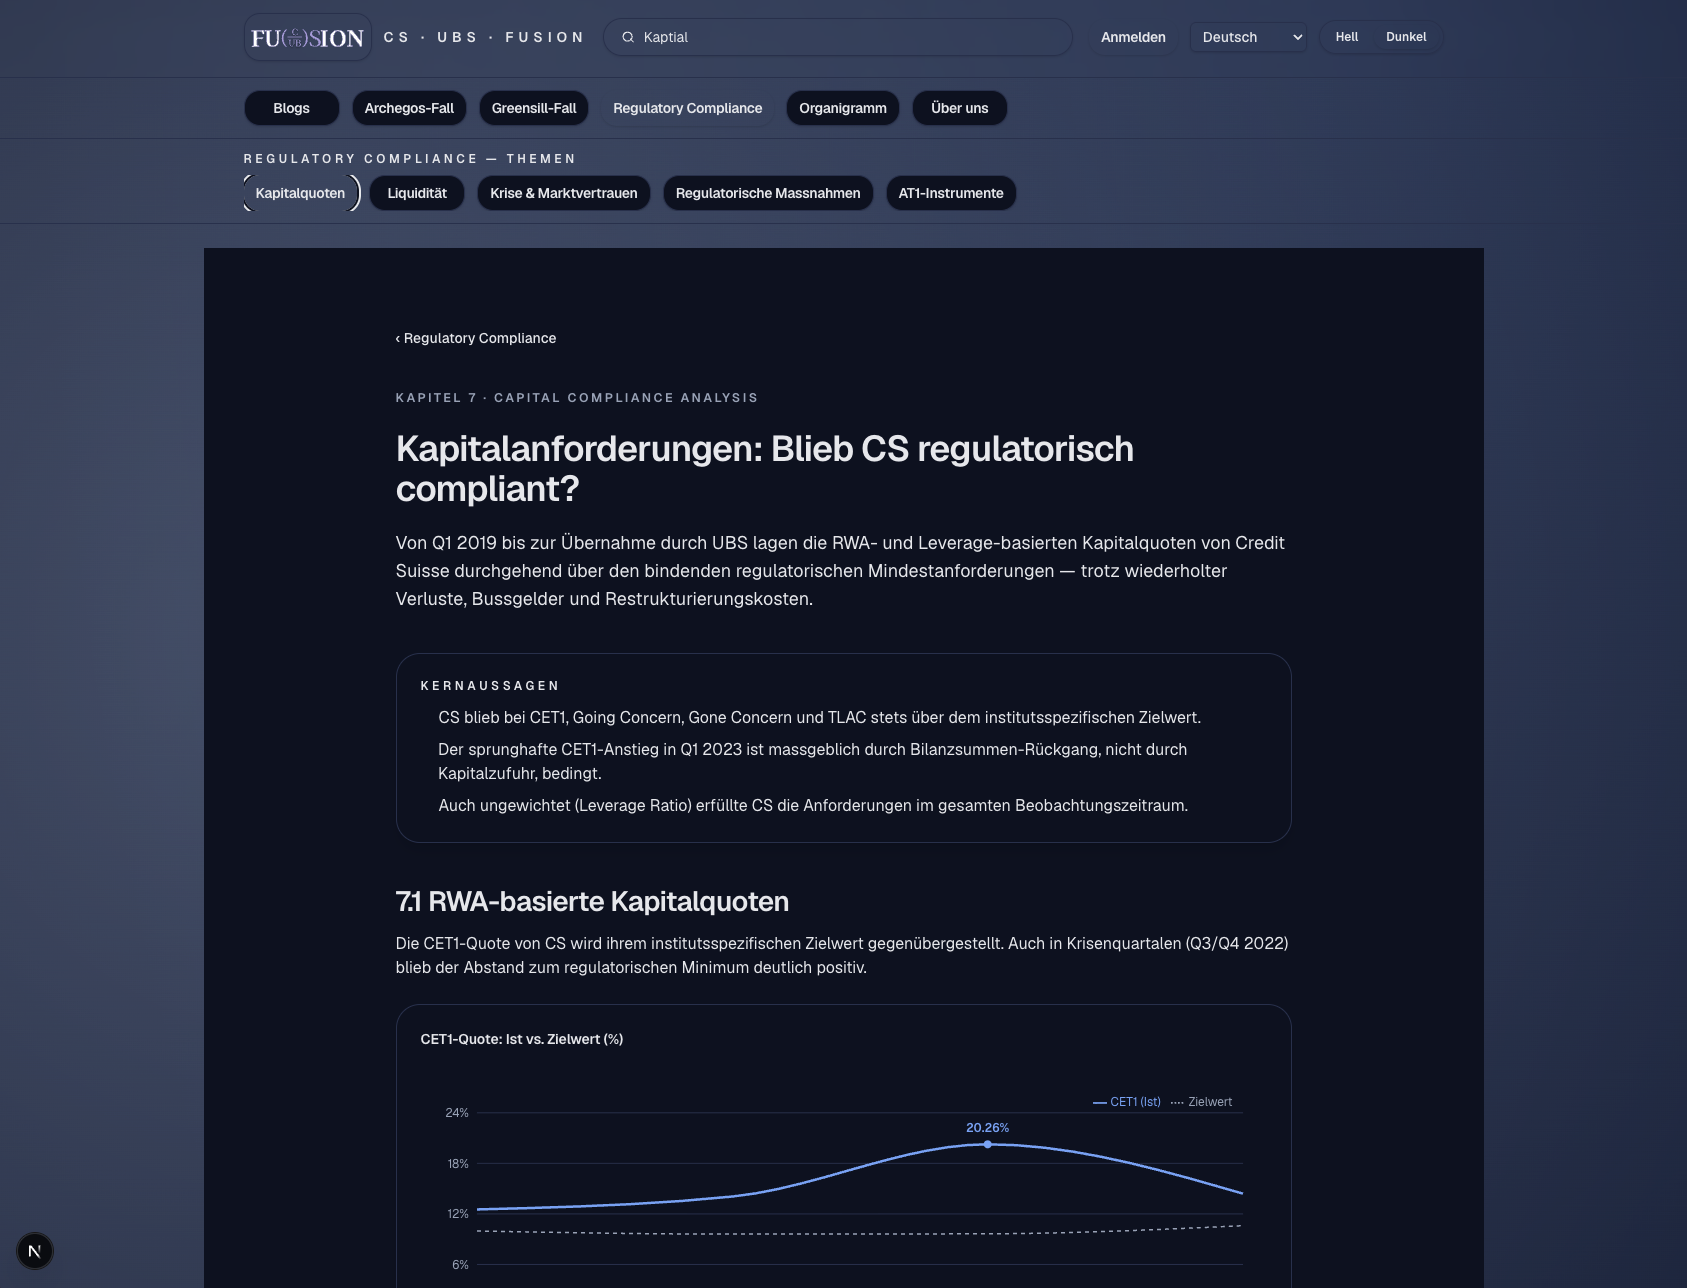 FU(C UB)SION
CS · UBS · FUSION
Kaptial
Anmelden
Deutsch
Hell
Dunkel
Blogs
Archegos-Fall
Greensill-Fall
Regulatory Compliance
Organigramm
Über uns
REGULATORY COMPLIANCE — THEMEN
Kapitalquoten
Liquidität
Krise & Marktvertrauen
Regulatorische Massnahmen
AT1-Instrumente
‹ Regulatory Compliance
KAPITEL 7 · CAPITAL COMPLIANCE ANALYSIS
Kapitalanforderungen: Blieb CS regulatorisch
compliant?
Von Q1 2019 bis zur Übernahme durch UBS lagen die RWA- und Leverage-basierten Kapitalquoten von Credit
Suisse durchgehend über den bindenden regulatorischen Mindestanforderungen — trotz wiederholter
Verluste, Bussgelder und Restrukturierungskosten.
KERNAUSSAGEN
CS blieb bei CET1, Going Concern, Gone Concern und TLAC stets über dem institutsspezifischen Zielwert.
Der sprunghafte CET1-Anstieg in Q1 2023 ist massgeblich durch Bilanzsummen-Rückgang, nicht durch
Kapitalzufuhr, bedingt.
Auch ungewichtet (Leverage Ratio) erfüllte CS die Anforderungen im gesamten Beobachtungszeitraum.
7.1 RWA-basierte Kapitalquoten
Die CET1-Quote von CS wird ihrem institutsspezifischen Zielwert gegenübergestellt. Auch in Krisenquartalen (Q3/Q4 2022)
blieb der Abstand zum regulatorischen Minimum deutlich positiv.
CET1-Quote: Ist vs. Zielwert (%)
CET1 (Ist)
Zielwert
24%
20.26%
18%
12%
6%
N